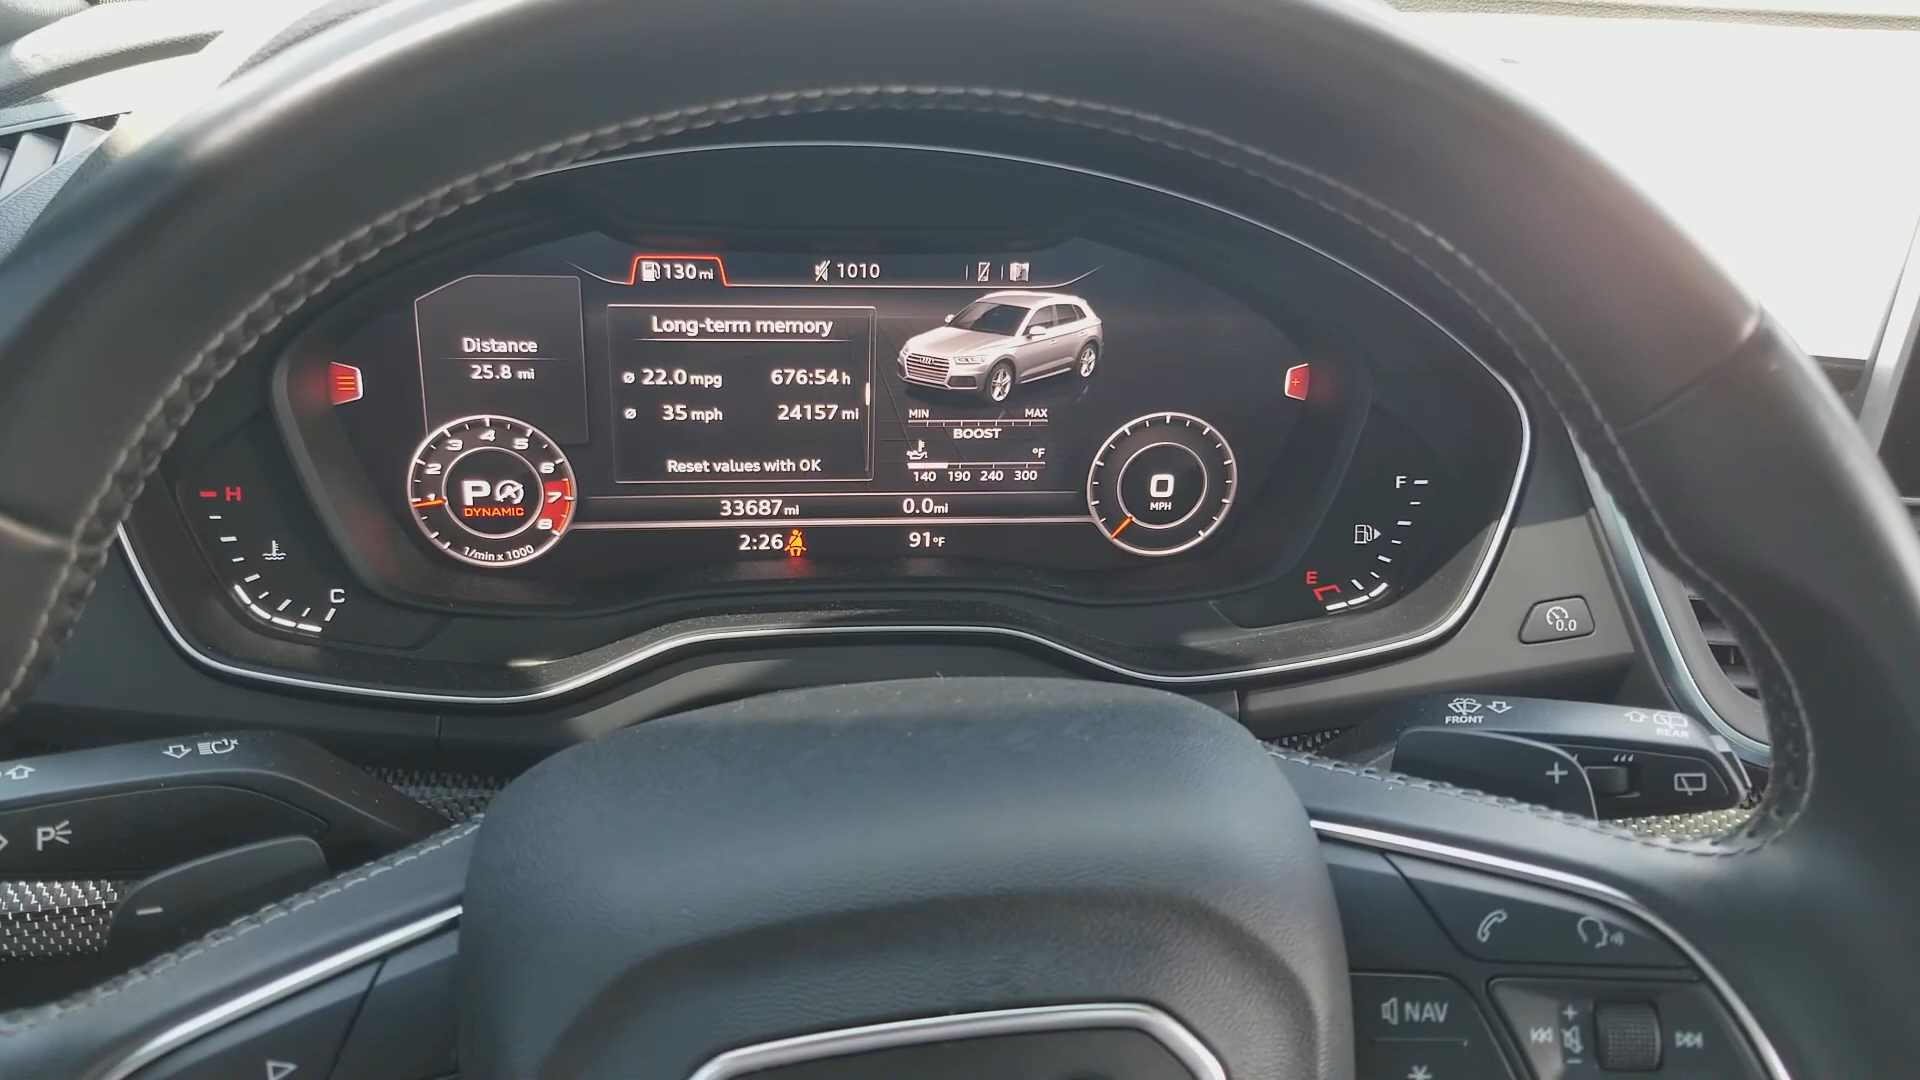 130 mi
1010
Distance
25.8 mi
Long-term memory
ø 22.0 mpg 676:54 h
ø 35 mph 24157 mi
Reset values with OK
MIN MAX
BOOST
°F
140 190 240 300
1 2 3 4 5 6 7 8
P
DYNAMIC
1/min x 1000
0
MPH
33687 mi 0.0 mi
2:26 91°F
H
C
F
E
0.0
FRONT
REAR
P
+
−
NAV
+
−